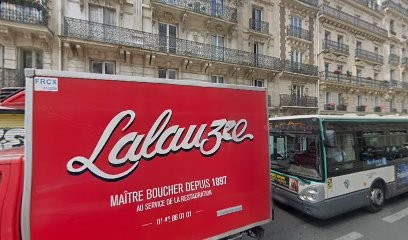 FRCX
Lalauze
MAÎTRE BOUCHER DEPUIS 1897
AU SERVICE DE LA RESTAURATION